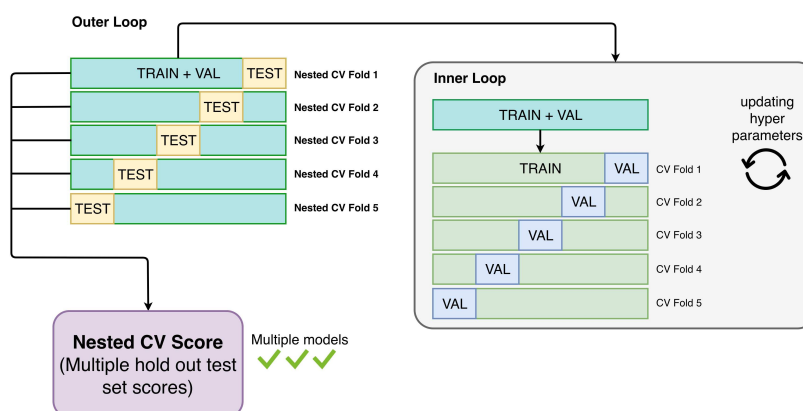 Outer Loop
TRAIN + VAL
TEST
Nested CV Fold 1
TEST
Nested CV Fold 2
TEST
Nested CV Fold 3
TEST
Nested CV Fold 4
TEST
Nested CV Fold 5
Inner Loop
TRAIN + VAL
updating
hyper
parameters
TRAIN
VAL
CV Fold 1
VAL
CV Fold 2
VAL
CV Fold 3
VAL
CV Fold 4
VAL
CV Fold 5
Nested CV Score
(Multiple hold out test
set scores)
Multiple models